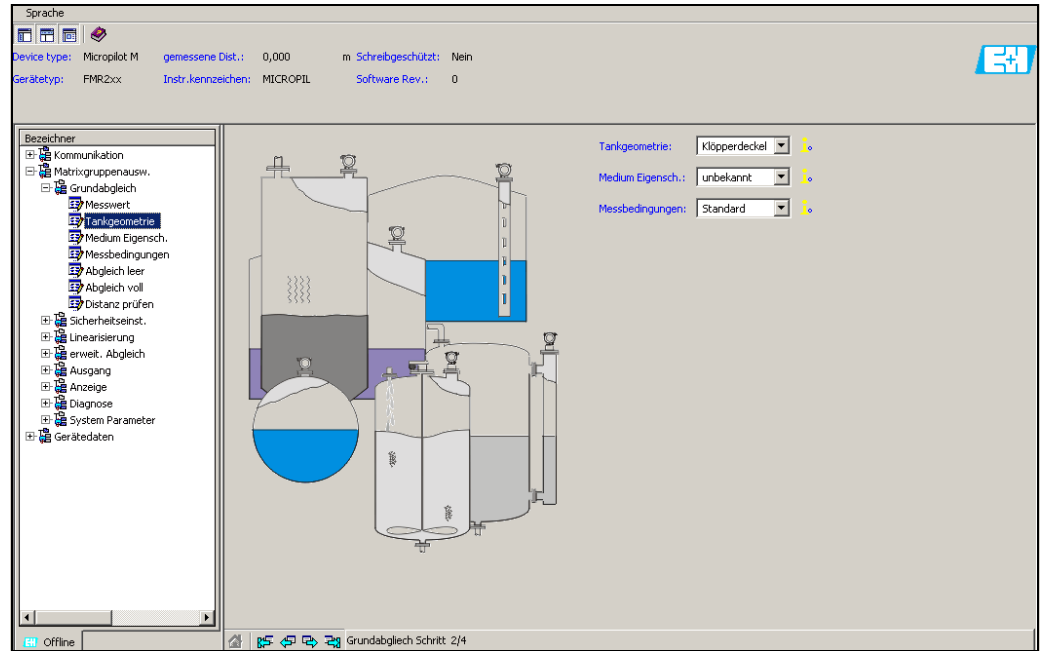 Sprache
Device type: Micropilot M gemessene Dist.: 0,000 m Schreibgeschützt: Nein
Gerätetyp: FMR2xx Instr.kennzeichen: MICROPIL Software Rev.: 0
E+H
Bezeichner
Kommunikation
Matrixgruppenausw.
Grundabgleich
Messwert
Tankgeometrie
Medium Eigensch.
Messbedingungen
Abgleich leer
Abgleich voll
Distanz prüfen
Sicherheitseinst.
Linearisierung
erweit. Abgleich
Ausgang
Anzeige
Diagnose
System Parameter
Gerätedaten
Tankgeometrie: Klöpperdeckel
Medium Eigensch.: unbekannt
Messbedingungen: Standard
Offline
Grundabgliech Schritt 2/4